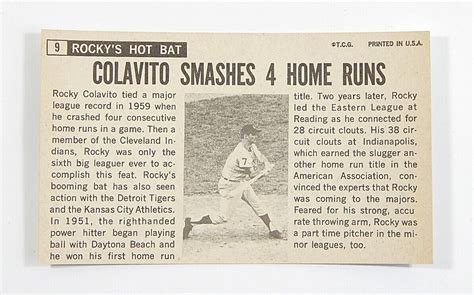 9 ROCKY'S HOT BAT
©T.C.G. PRINTED IN U.S.A.
COLAVITO SMASHES 4 HOME RUNS
Rocky Colavito tied a major
league record in 1959 when
he crashed four consecutive
home runs in a game. Then a
member of the Cleveland In-
dians, Rocky was only the
sixth big leaguer ever to ac-
complish this feat. Rocky's
booming bat has also seen
action with the Detroit Tigers
and the Kansas City Athletics.
In 1951, the righthanded
power hitter began playing
ball with Daytona Beach and
he won his first home run
7
title. Two years later, Rocky
led the Eastern League at
Reading as he connected for
28 circuit clouts. His 38 cir-
cuit clouts at Indianapolis,
which earned the slugger an-
other home run title in the
American Association, con-
vinced the experts that Rocky
was coming to the majors.
Feared for his strong, accu-
rate throwing arm, Rocky was
a part time pitcher in the mi-
nor leagues, too.